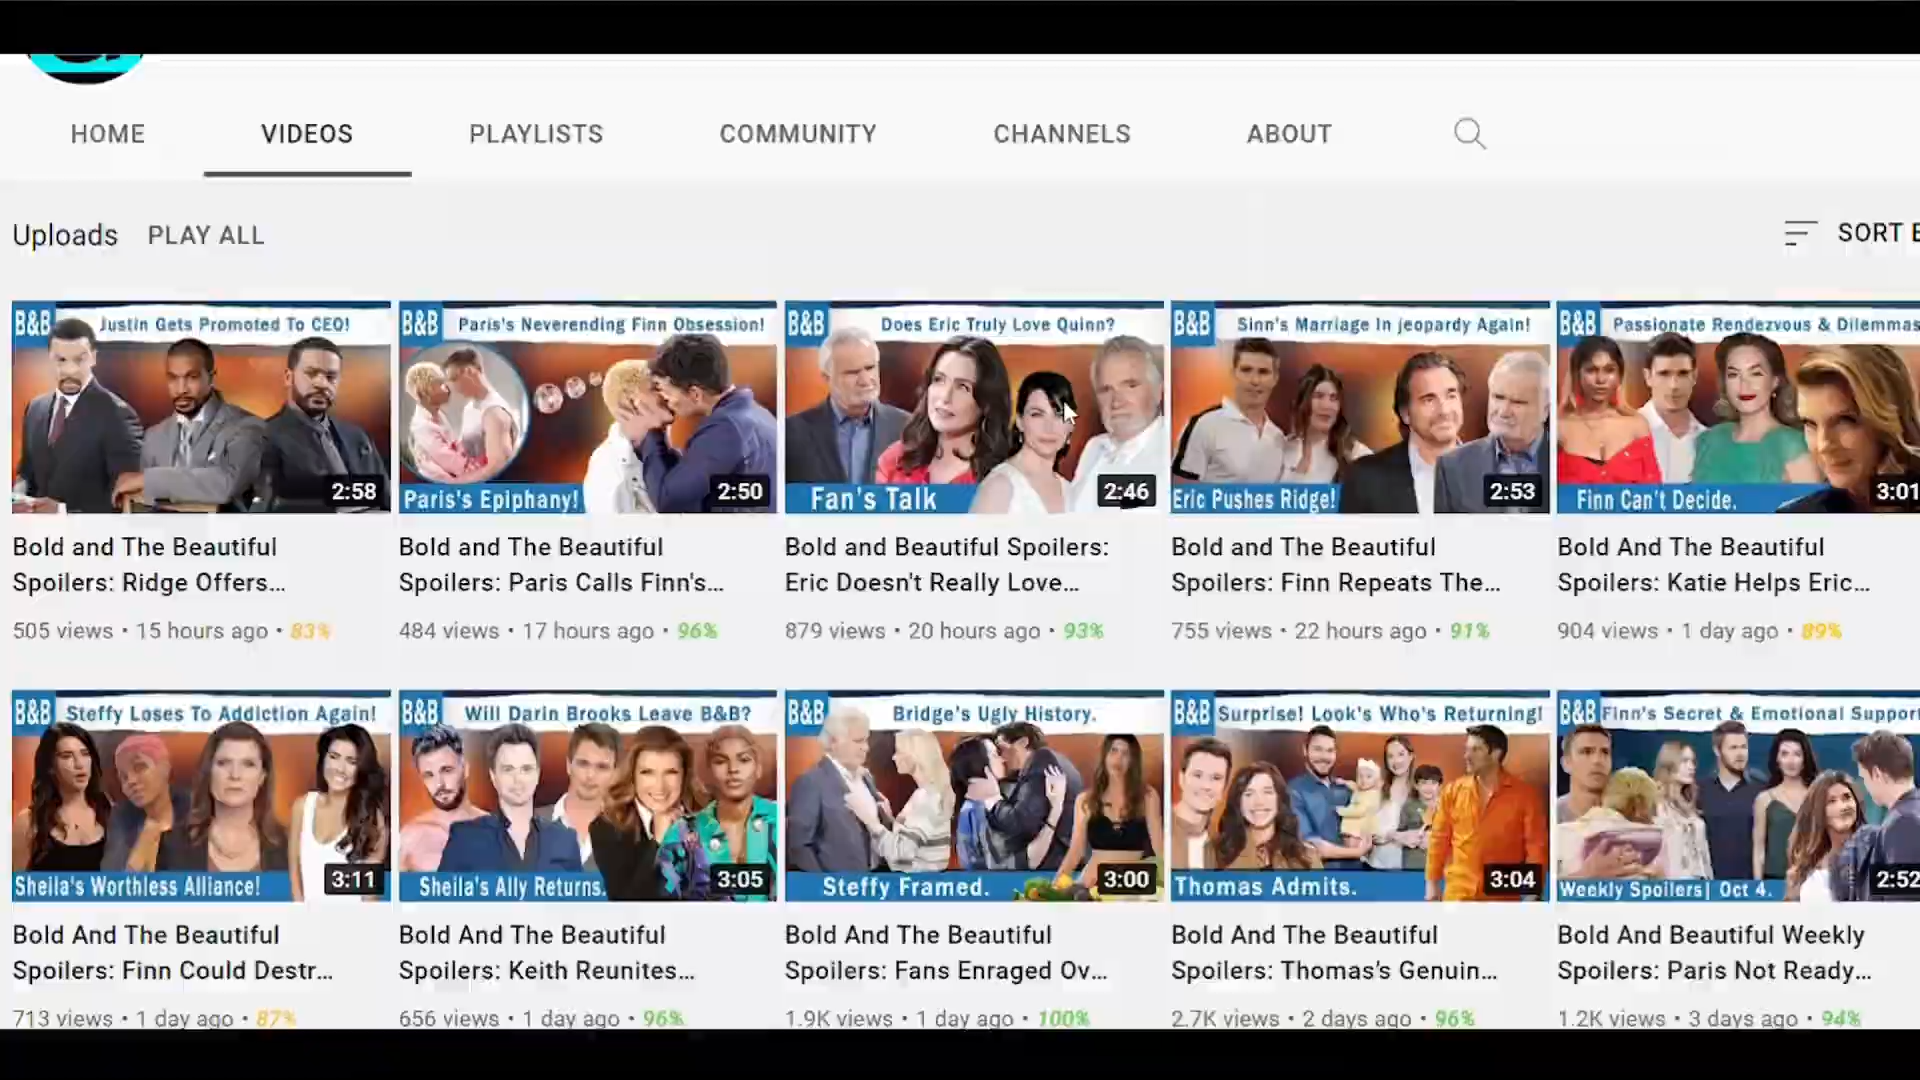 HOME VIDEOS PLAYLISTS COMMUNITY CHANNELS ABOUT
Uploads PLAY ALL
SORT
B&B Justin Gets Promoted To CEO!
2:58
B&B Paris's Neverending Finn Obsession!
Paris's Epiphany!
2:50
B&B Does Eric Truly Love Quinn?
Fan's Talk
2:46
B&B Sinn's Marriage In Jeopardy Again!
Eric Pushes Ridge!
2:53
B&B Passionate Rendezvous & Dilemmas
Finn Can't Decide.
3:01
Bold and The Beautiful
Spoilers: Ridge Offers...
505 views • 15 hours ago • 83%
Bold and The Beautiful
Spoilers: Paris Calls Finn's...
484 views • 17 hours ago • 96%
Bold and Beautiful Spoilers:
Eric Doesn't Really Love...
879 views • 20 hours ago • 93%
Bold and The Beautiful
Spoilers: Finn Repeats The...
755 views • 22 hours ago • 91%
Bold And The Beautiful
Spoilers: Katie Helps Eric...
904 views • 1 day ago • 89%
B&B Steffy Loses To Addiction Again!
Sheila's Worthless Alliance!
3:11
B&B Will Darin Brooks Leave B&B?
Sheila's Ally Returns.
3:05
B&B Bridge's Ugly History.
Steffy Framed.
3:00
B&B Surprise! Look's Who's Returning!
Thomas Admits.
3:04
B&B Finn's Secret & Emotional Support
Weekly Spoilers| Oct 4.
2:52
Bold And The Beautiful
Spoilers: Finn Could Destr...
713 views • 1 day ago • 87%
Bold And The Beautiful
Spoilers: Keith Reunites...
656 views • 1 day ago • 96%
Bold And The Beautiful
Spoilers: Fans Enraged Ov...
1.9K views • 1 day ago • 100%
Bold And The Beautiful
Spoilers: Thomas's Genuin...
2.7K views • 2 days ago • 96%
Bold And Beautiful Weekly
Spoilers: Paris Not Ready...
1.2K views • 3 days ago • 94%